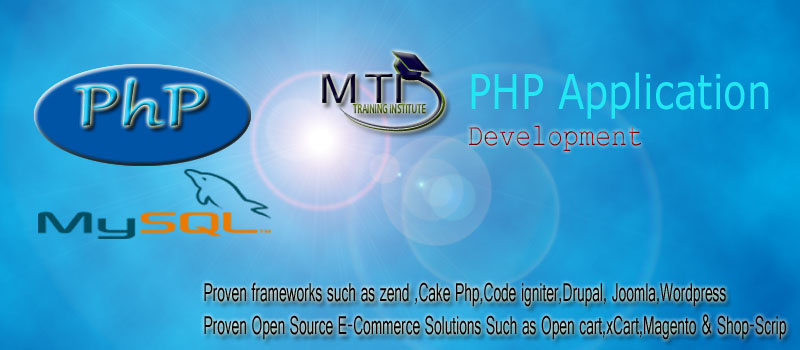 PhP
MySQL™
MTI
TRAINING INSTITUTE
PHP Application
Development
Proven frameworks such as zend ,Cake Php,Code igniter,Drupal, Joomla,Wordpress
Proven Open Source E-Commerce Solutions Such as Open cart,xCart,Magento & Shop-Scrip